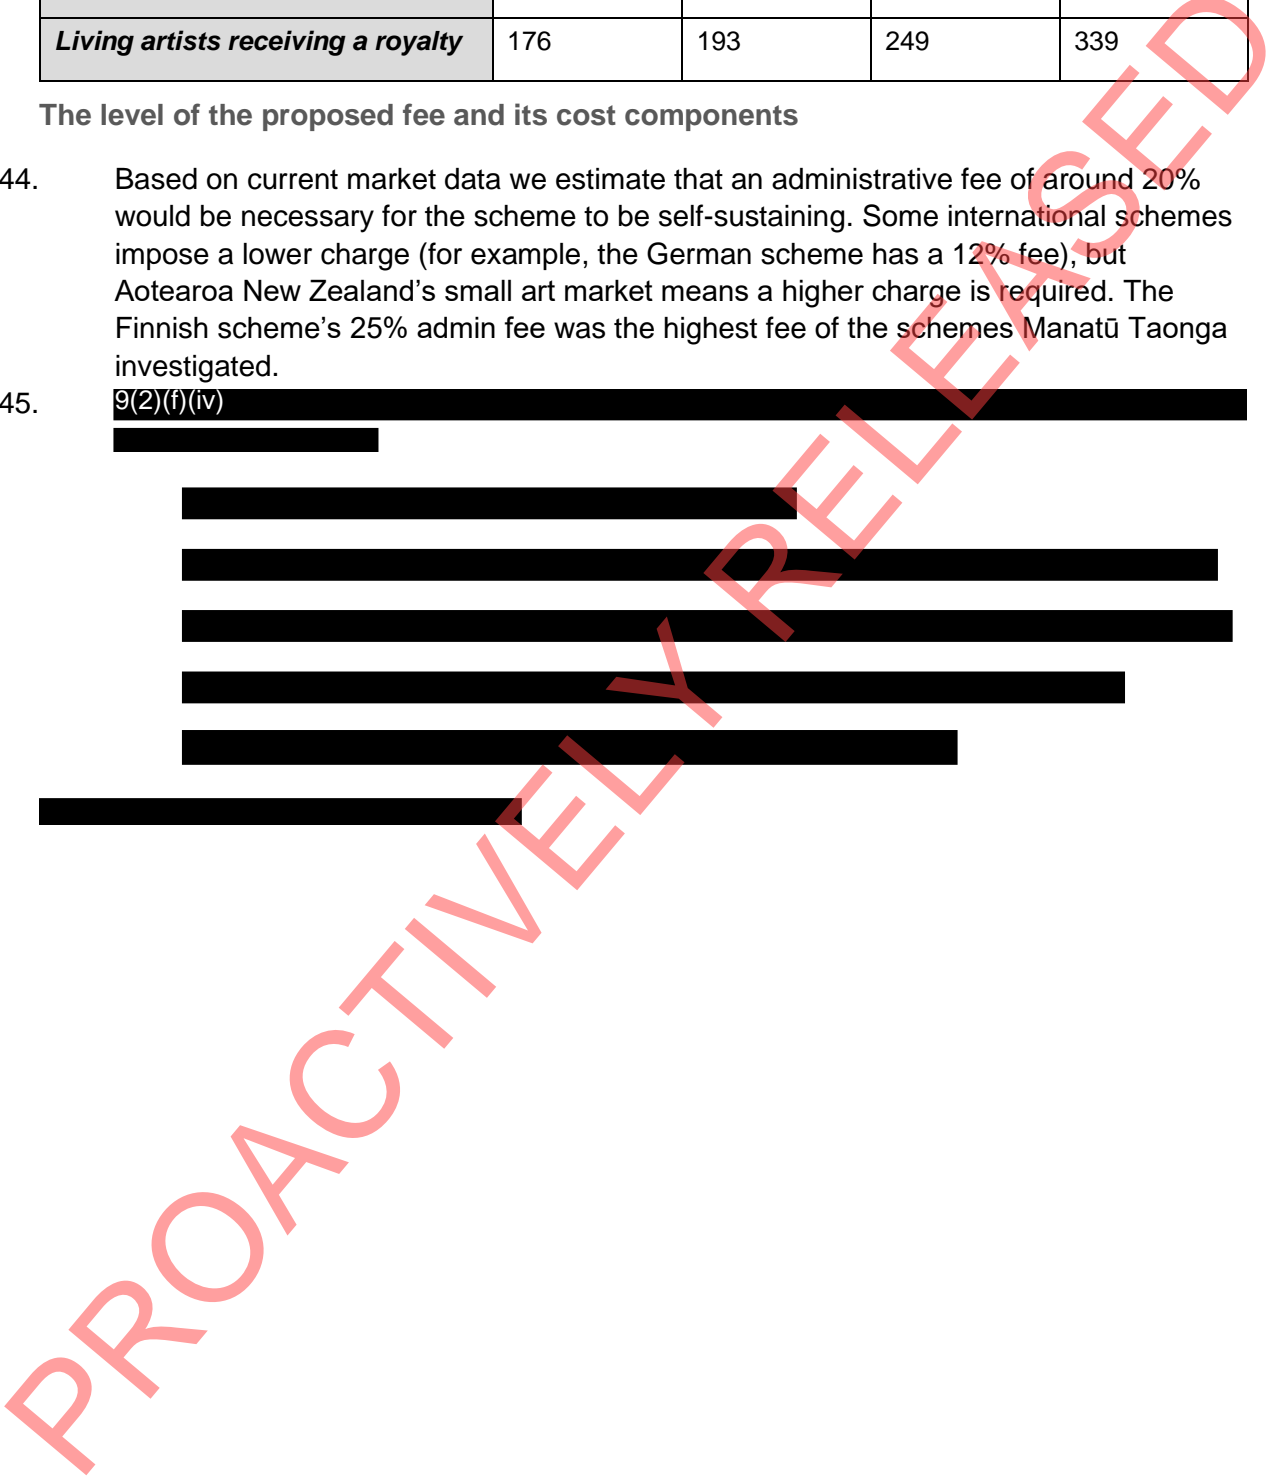 Living artists receiving a royalty 176 193 249 339
The level of the proposed fee and its cost components
44. Based on current market data we estimate that an administrative fee of around 20%
would be necessary for the scheme to be self-sustaining. Some international schemes
impose a lower charge (for example, the German scheme has a 12% fee), but
Aotearoa New Zealand’s small art market means a higher charge is required. The
Finnish scheme’s 25% admin fee was the highest fee of the schemes Manatū Taonga
investigated.
45. 9(2)(f)(iv)
PROACTIVELY RELEASED